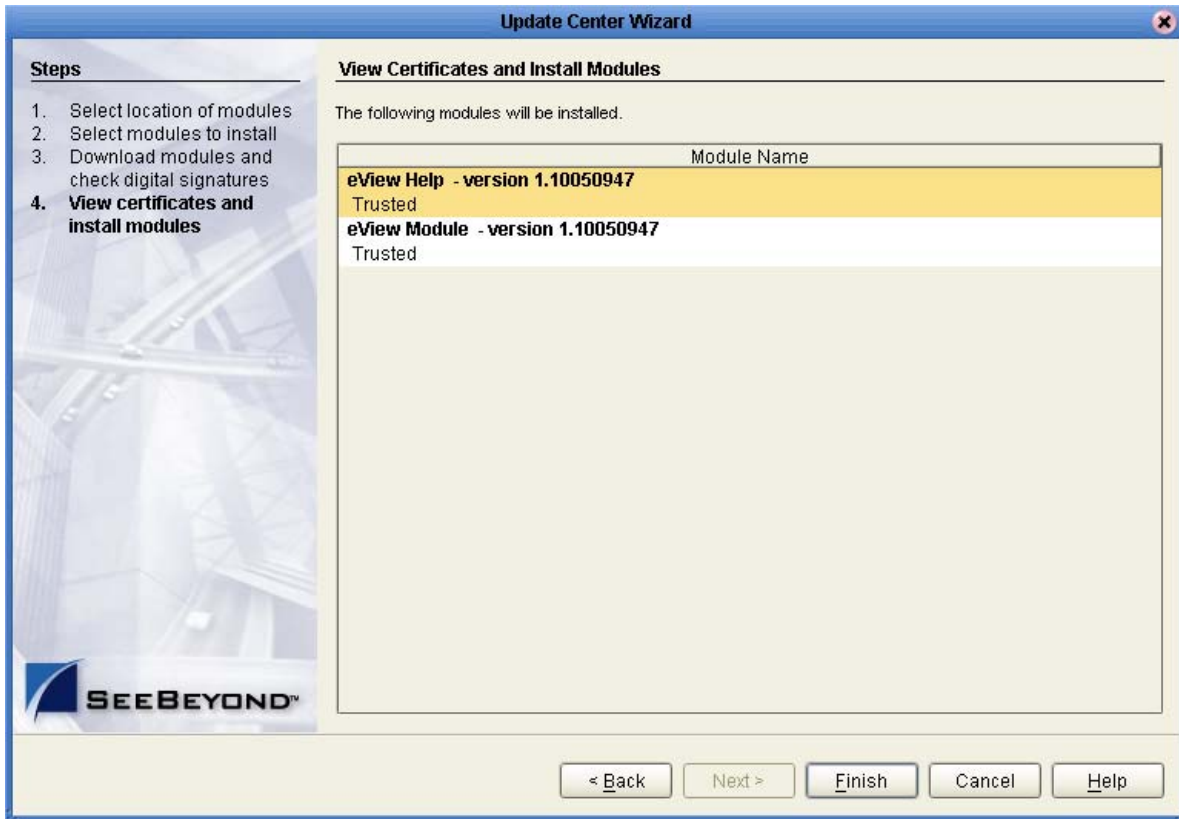 Update Center Wizard
Steps
1. Select location of modules
2. Select modules to install
3. Download modules and
check digital signatures
4. View certificates and
install modules
SEEBEYOND™
View Certificates and Install Modules
The following modules will be installed.
Module Name
eView Help - version 1.10050947
Trusted
eView Module - version 1.10050947
Trusted
< Back
Next >
Finish
Cancel
Help